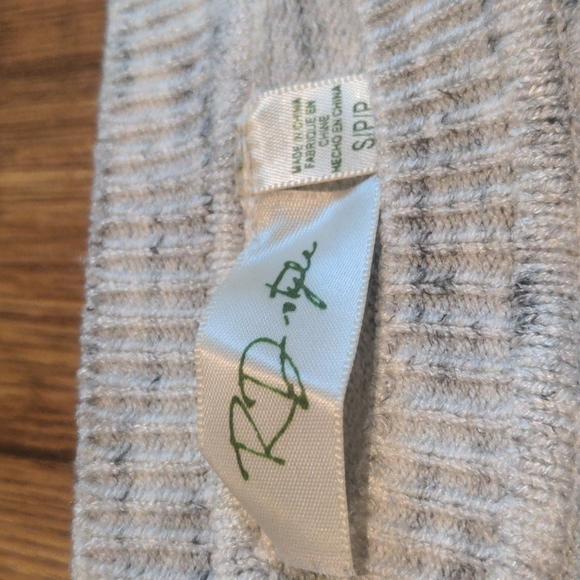 MADE IN CHINA
FABRIQUE EN
CHINE
HECHO EN CHINA
S/P/P
RD-style